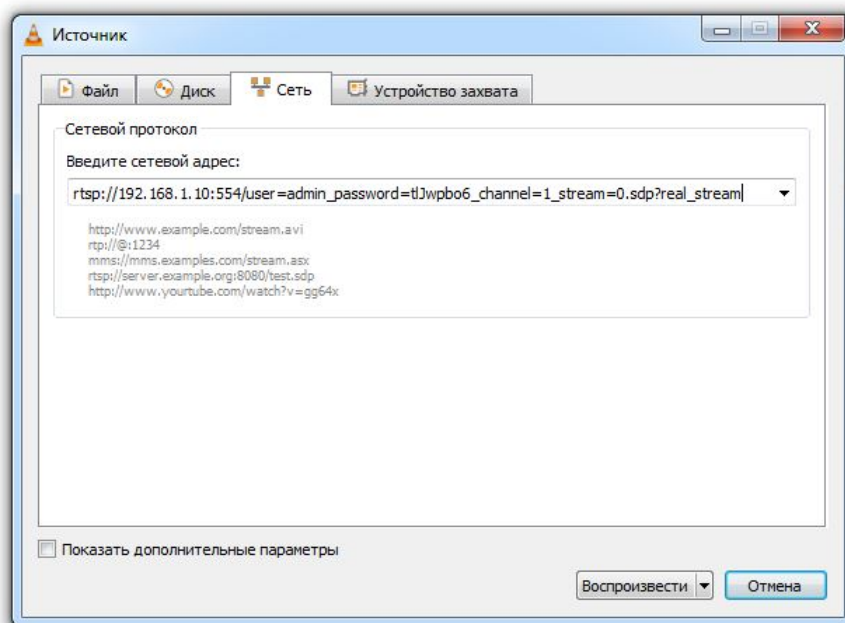 Источник
Файл Диск Сеть Устройство захвата
Сетевой протокол
Введите сетевой адрес:
rtsp://192.168.1.10:554/user=admin_password=tlJwpbo6_channel=1_stream=0.sdp?real_stream
http://www.example.com/stream.avi
rtp://@:1234
mms://mms.examples.com/stream.asx
rtsp://server.example.org:8080/test.sdp
http://www.yourtube.com/watch?v=gg64x
Показать дополнительные параметры
Воспроизвести Отмена